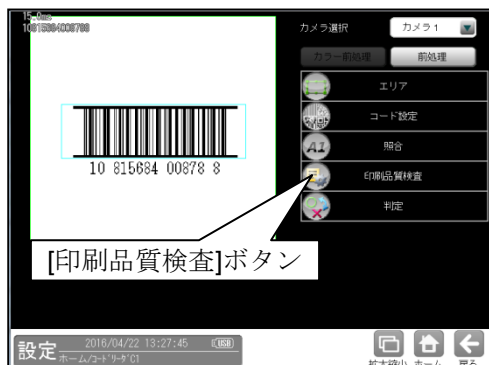 15.0ms
10815684008788
カメラ選択
カメラ1
カラー前処理
前処理
エリア
コード設定
照合
印刷品質検査
判定
10 815684 00878 8
[印刷品質検査]ボタン
設定
2016/04/22 13:27:45
USB
ホーム/コードリーダC1
拡大縮小
ホーム
戻る